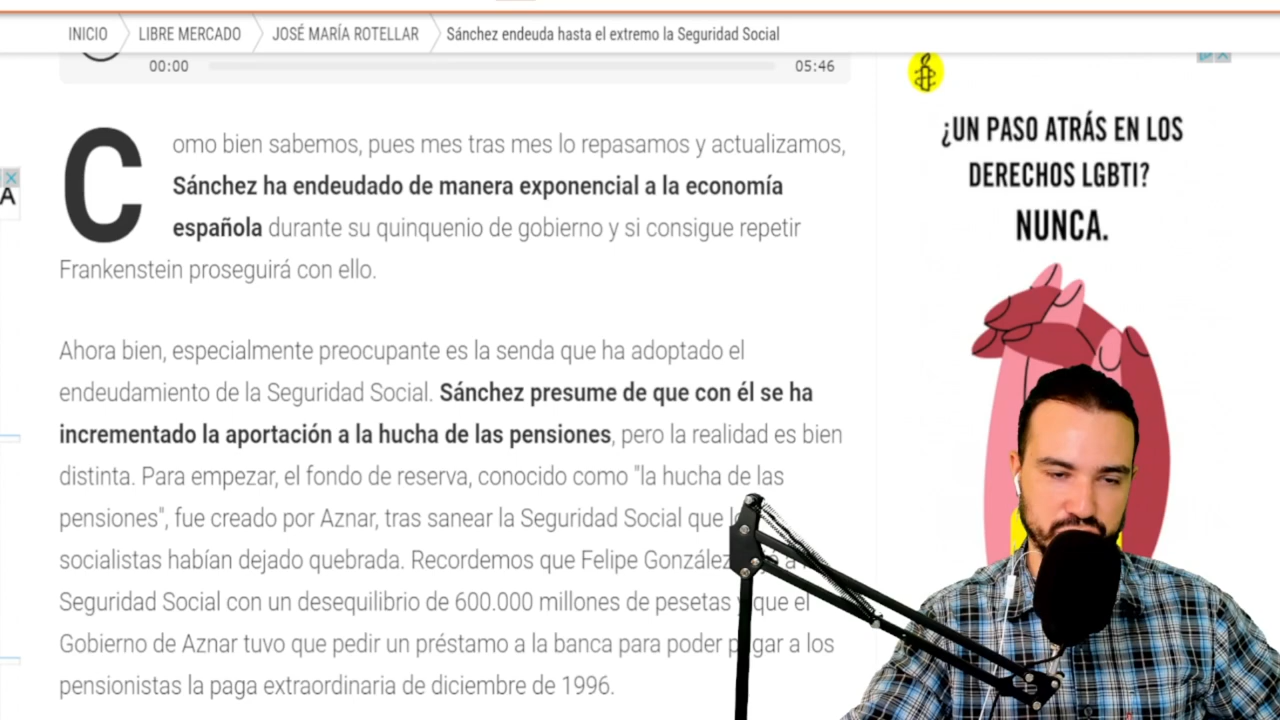 INICIO
LIBRE MERCADO
JOSÉ MARÍA ROTELLAR
Sánchez endeuda hasta el extremo la Seguridad Social
00:00
05:46
Como bien sabemos, pues mes tras mes lo repasamos y actualizamos,
Sánchez ha endeudado de manera exponencial a la economía
española durante su quinquenio de gobierno y si consigue repetir
Frankenstein proseguirá con ello.
Ahora bien, especialmente preocupante es la senda que ha adoptado el
endeudamiento de la Seguridad Social. Sánchez presume de que con él se ha
incrementado la aportación a la hucha de las pensiones, pero la realidad es bien
distinta. Para empezar, el fondo de reserva, conocido como "la hucha de las
pensiones", fue creado por Aznar, tras sanear la Seguridad Social que
socialistas habían dejado quebrada. Recordemos que Felipe González
Seguridad Social con un desequilibrio de 600.000 millones de pesetas que el
Gobierno de Aznar tuvo que pedir un préstamo a la banca para poder pagar a los
pensionistas la paga extraordinaria de diciembre de 1996.
A
¿UN PASO ATRÁS EN LOS
DERECHOS LGBTI?
NUNCA.